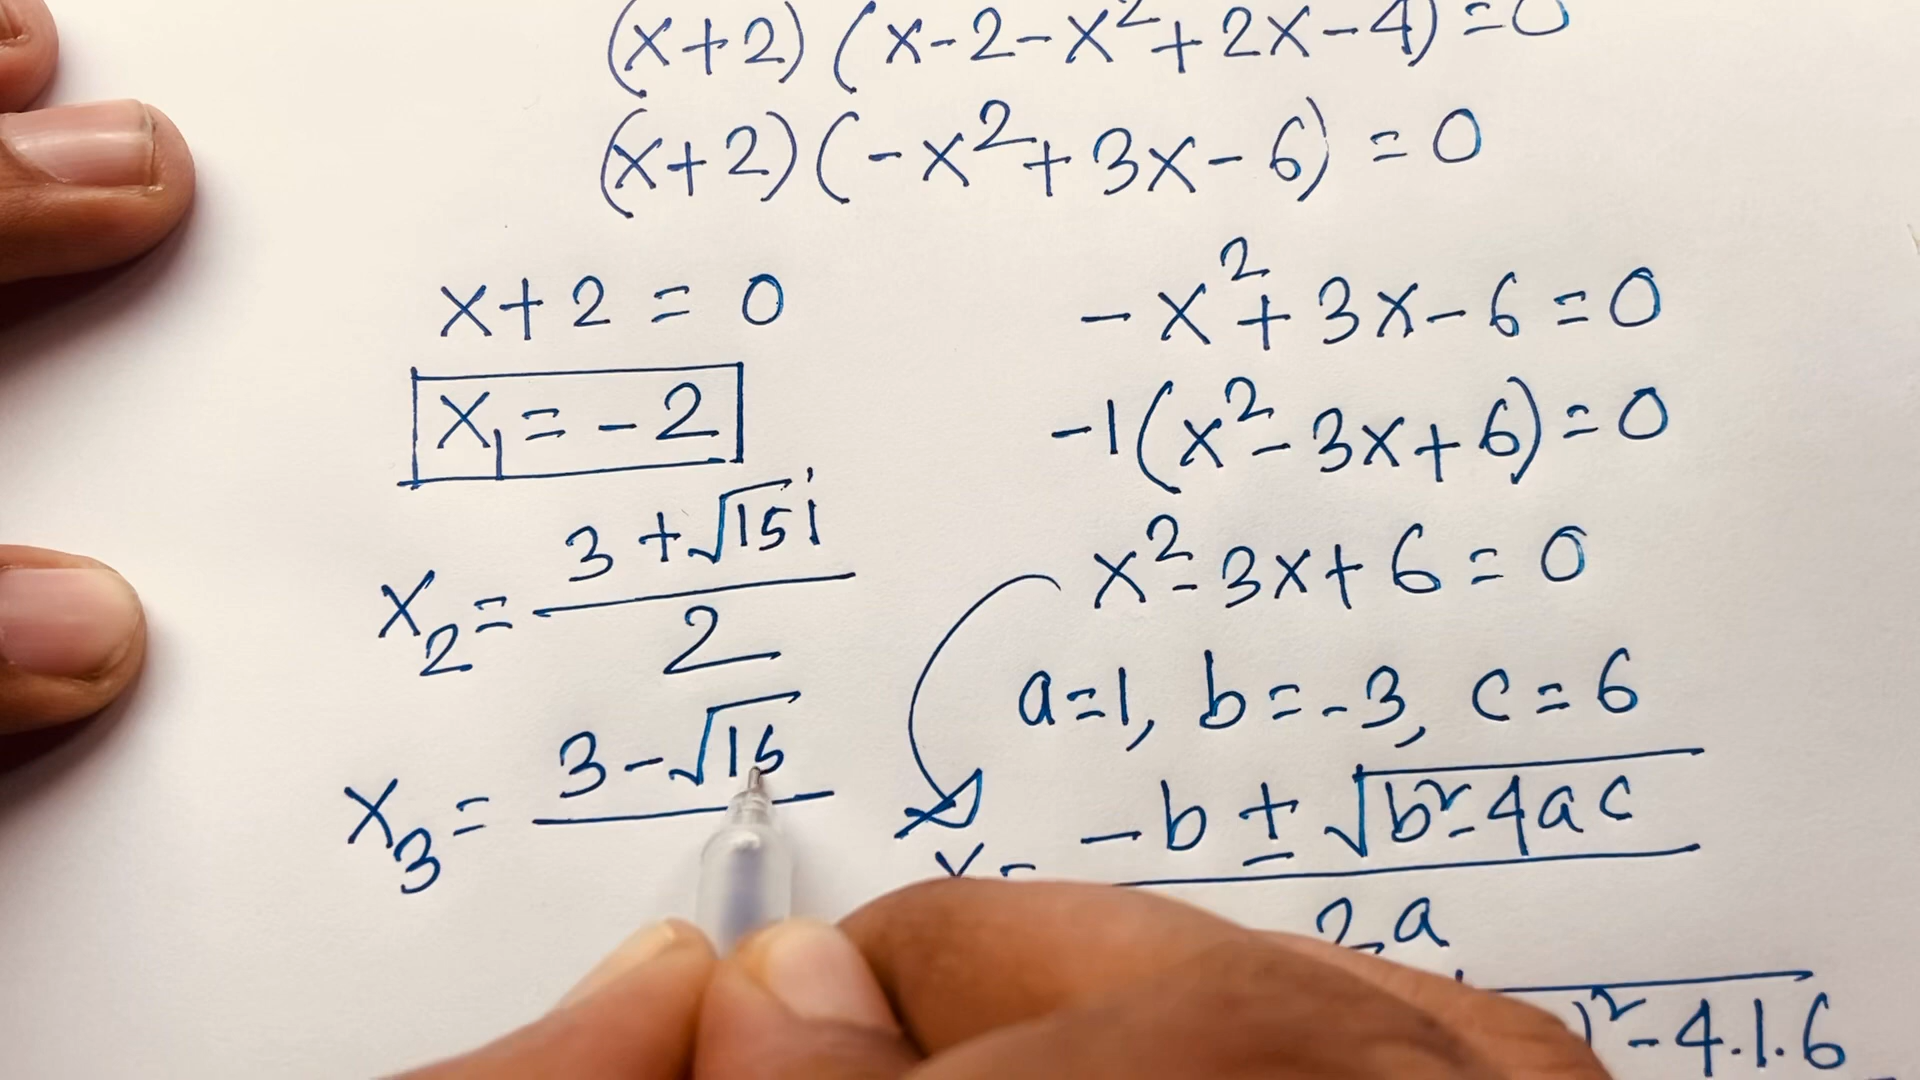 (x+2)(x-2-x²+2x-4)=0
(x+2)(-x²+3x-6)=0
x+2=0
x₁=-2
x₂=(3+√15i)/2
x₃=3-√15
-x²+3x-6=0
-1(x²-3x+6)=0
x²-3x+6=0
a=1, b=-3, c=6
x=(-b±√(b²-4ac))/2a
)²-4.1.6